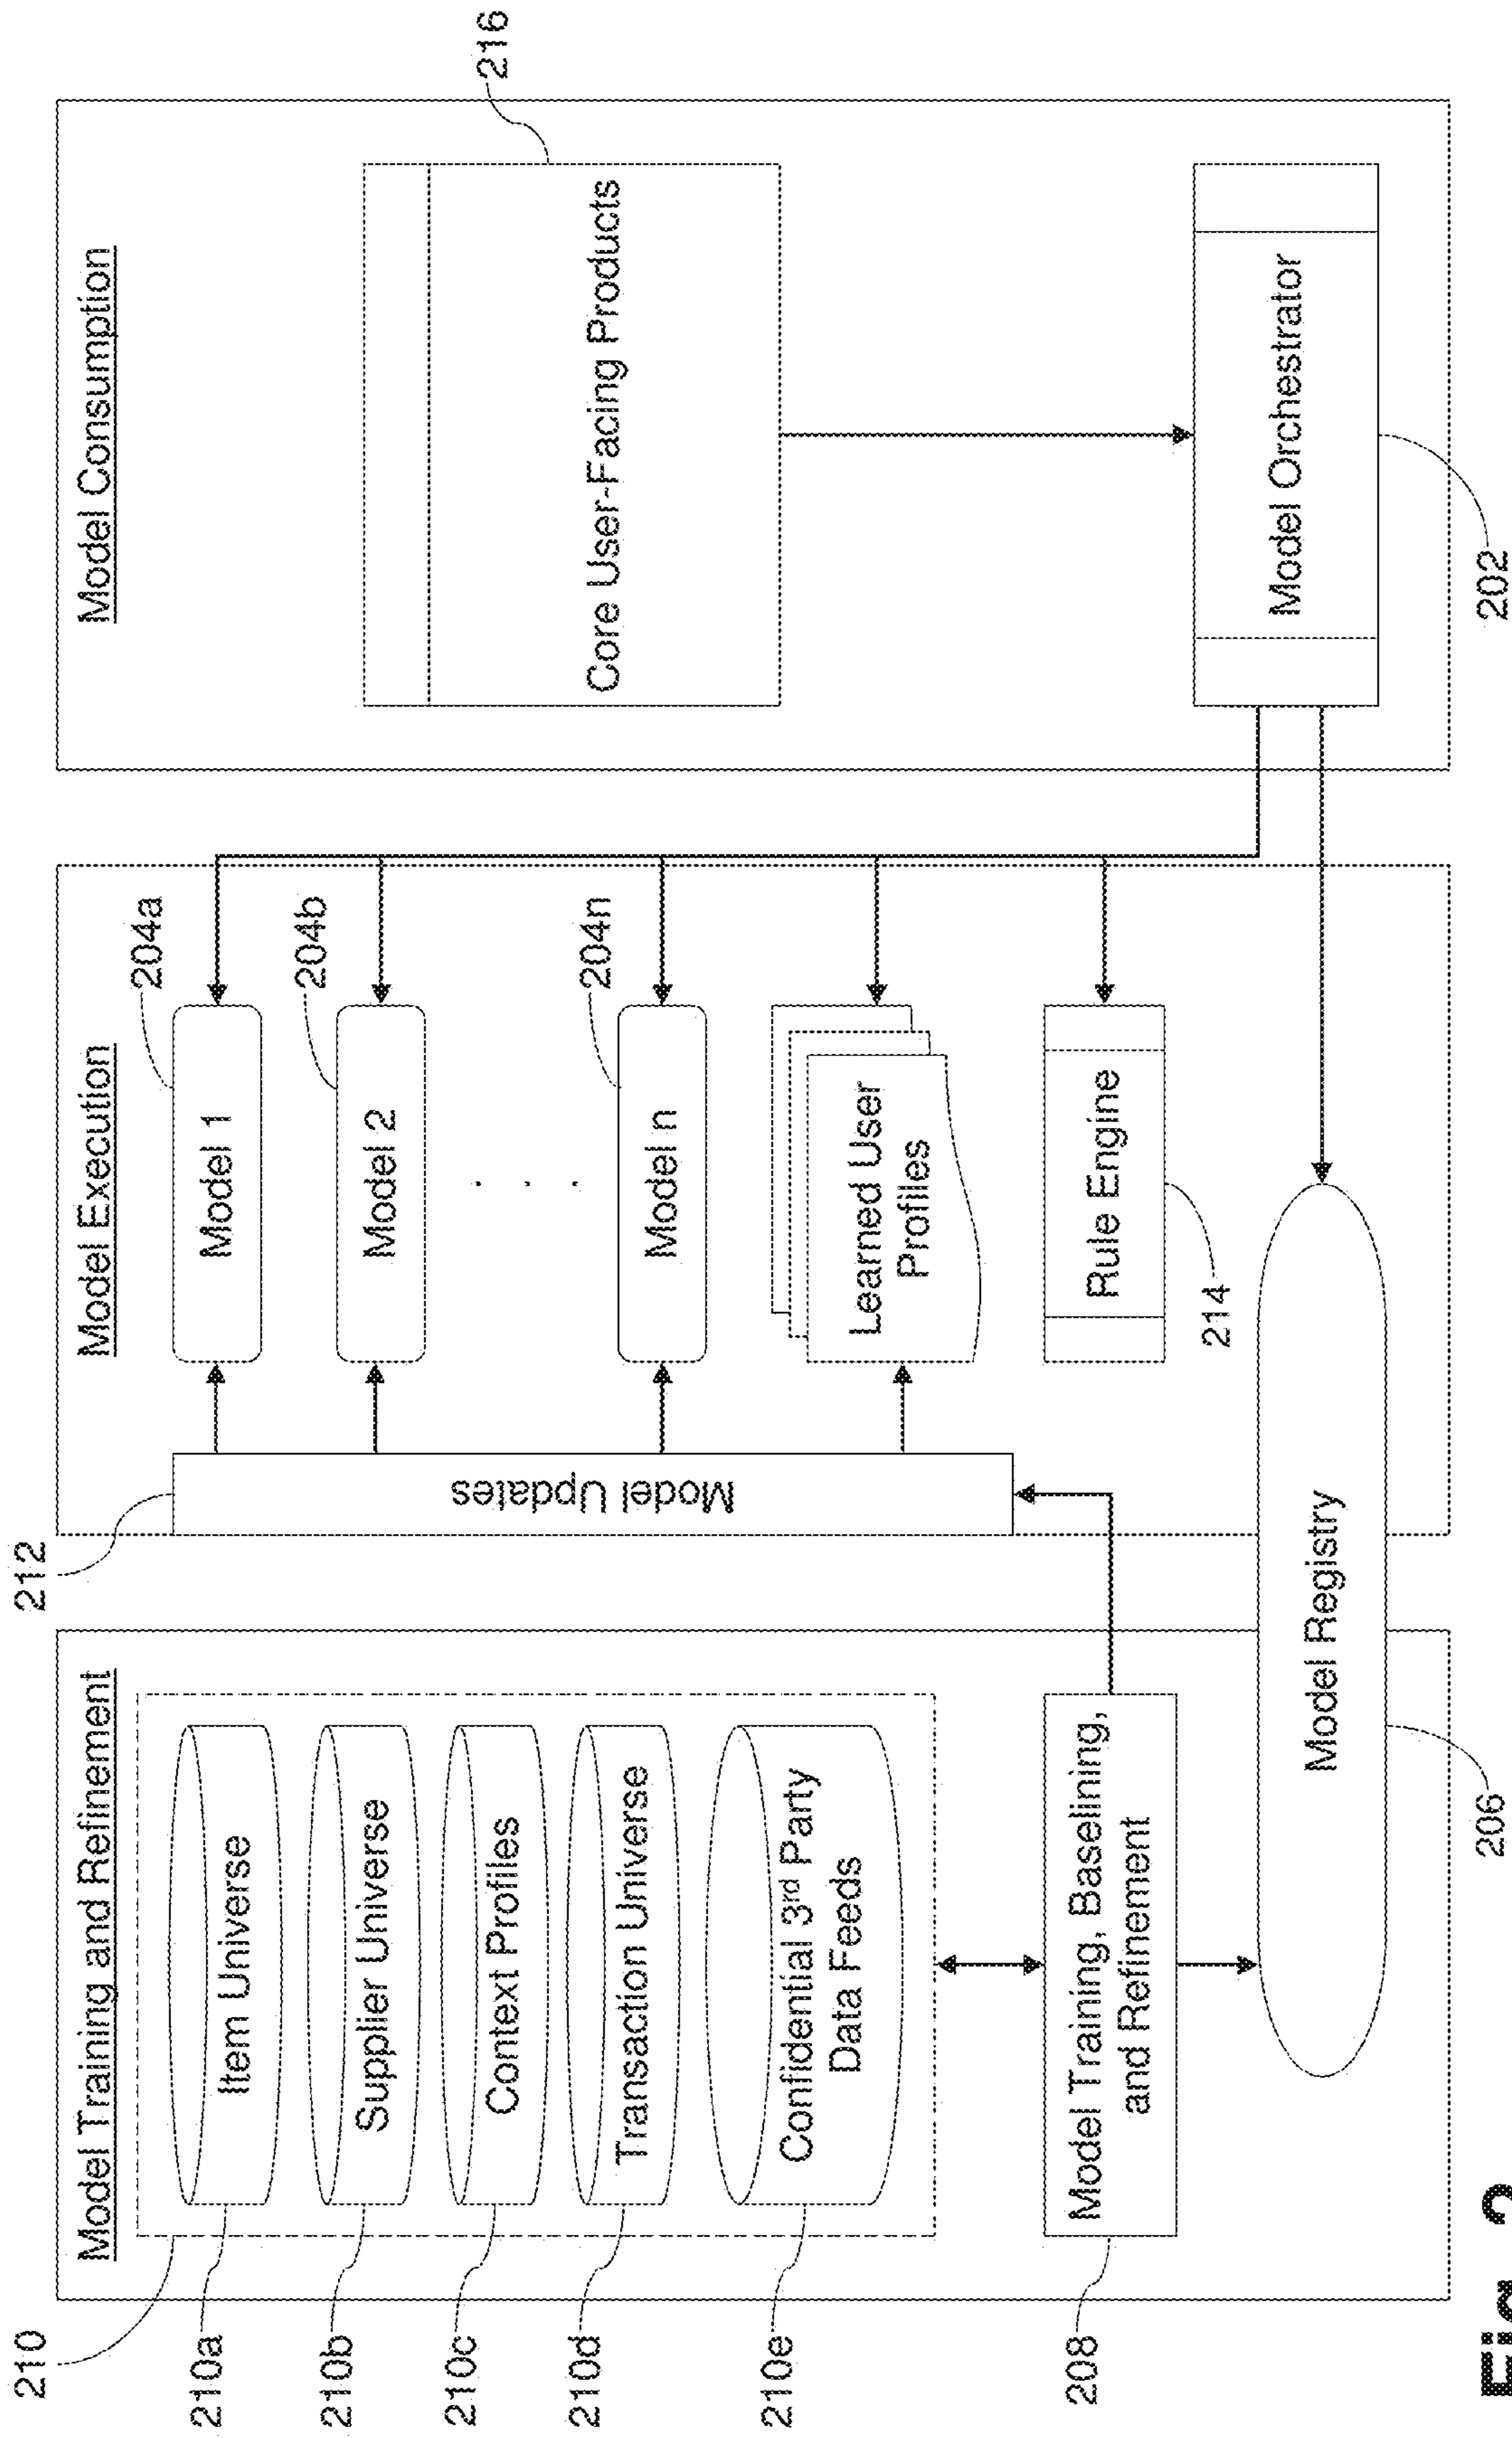 Model Training and Refinement
210
210a
Item Universe
210b
Supplier Universe
210c
Context Profiles
210d
Transaction Universe
210e
Confidential 3rd Party
Data Feeds
208
Model Training, Baselining,
and Refinement
Model Registry
206
Model Execution
212
Model Updates
Model 1
204a
Model 2
204b
. . .
Model n
204n
Learned User
Profiles
Rule Engine
214
Model Consumption
216
Core User-Facing Products
Model Orchestrator
202
Fig. 2